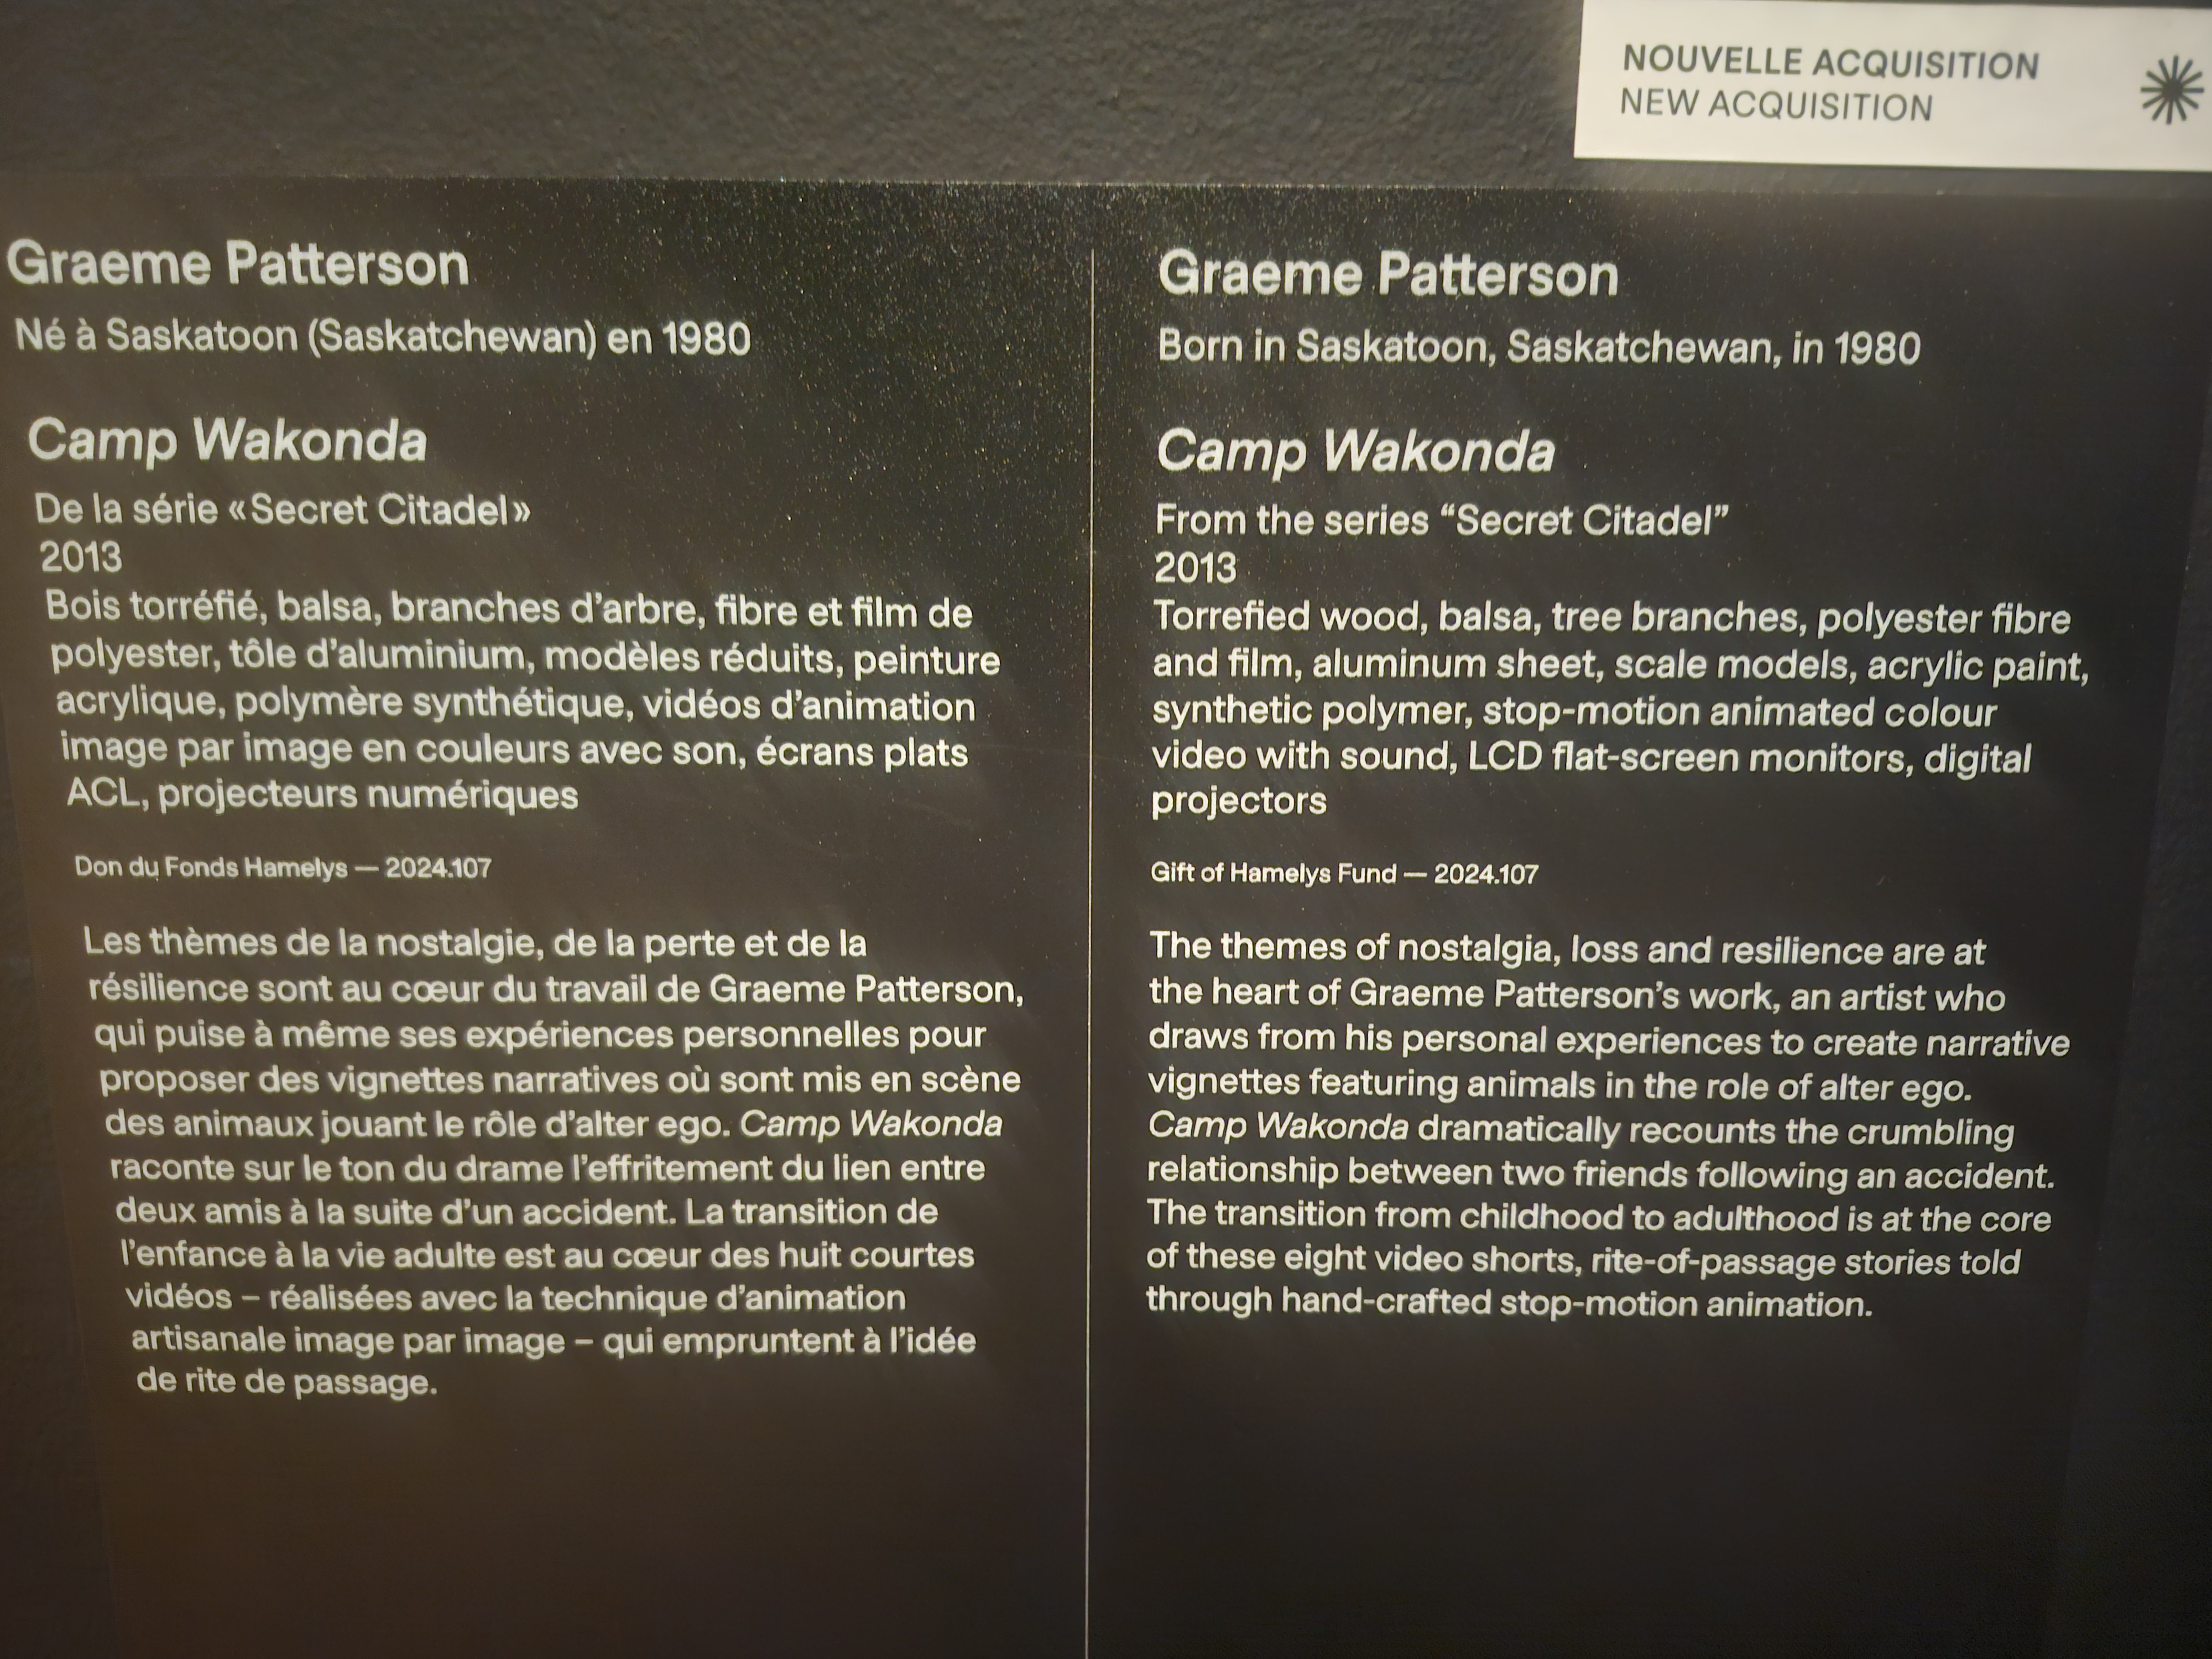 NOUVELLE ACQUISITION
NEW ACQUISITION
Graeme Patterson
Né à Saskatoon (Saskatchewan) en 1980
Camp Wakonda
De la série «Secret Citadel»
2013
Bois torréfié, balsa, branches d'arbre, fibre et film de
polyester, tôle d'aluminium, modèles réduits, peinture
acrylique, polymère synthétique, vidéos d'animation
image par image en couleurs avec son, écrans plats
ACL, projecteurs numériques
Don du Fonds Hamelys — 2024.107
Les thèmes de la nostalgie, de la perte et de la
résilience sont au cœur du travail de Graeme Patterson,
qui puise à même ses expériences personnelles pour
proposer des vignettes narratives où sont mis en scène
des animaux jouant le rôle d'alter ego. Camp Wakonda
raconte sur le ton du drame l'effritement du lien entre
deux amis à la suite d'un accident. La transition de
l'enfance à la vie adulte est au cœur des huit courtes
vidéos – réalisées avec la technique d'animation
artisanale image par image – qui empruntent à l'idée
de rite de passage.
Graeme Patterson
Born in Saskatoon, Saskatchewan, in 1980
Camp Wakonda
From the series “Secret Citadel”
2013
Torrefied wood, balsa, tree branches, polyester fibre
and film, aluminum sheet, scale models, acrylic paint,
synthetic polymer, stop-motion animated colour
video with sound, LCD flat-screen monitors, digital
projectors
Gift of Hamelys Fund — 2024.107
The themes of nostalgia, loss and resilience are at
the heart of Graeme Patterson's work, an artist who
draws from his personal experiences to create narrative
vignettes featuring animals in the role of alter ego.
Camp Wakonda dramatically recounts the crumbling
relationship between two friends following an accident.
The transition from childhood to adulthood is at the core
of these eight video shorts, rite-of-passage stories told
through hand-crafted stop-motion animation.